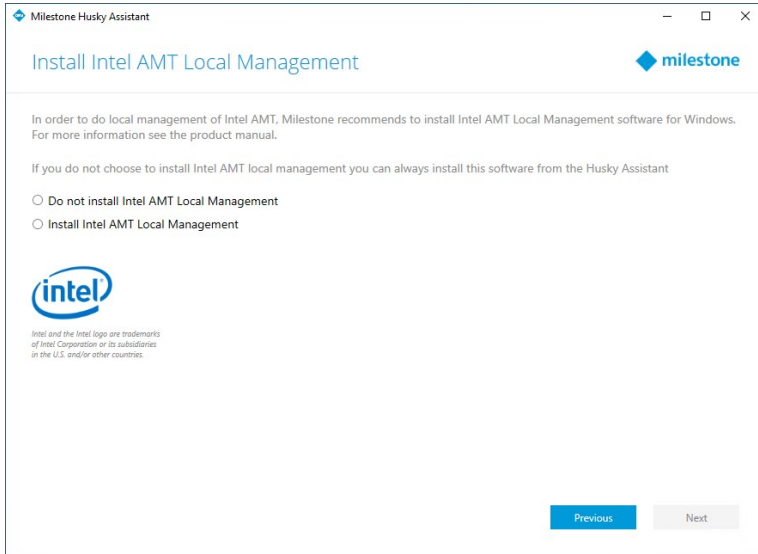 Milestone Husky Assistant
Install Intel AMT Local Management
milestone
In order to do local management of Intel AMT, Milestone recommends to install Intel AMT Local Management software for Windows.
For more information see the product manual.
If you do not choose to install Intel AMT local management you can always install this software from the Husky Assistant
Do not install Intel AMT Local Management
Install Intel AMT Local Management
intel
Intel and the Intel logo are trademarks
of Intel Corporation or its subsidiaries
in the U.S. and/or other countries.
Previous
Next